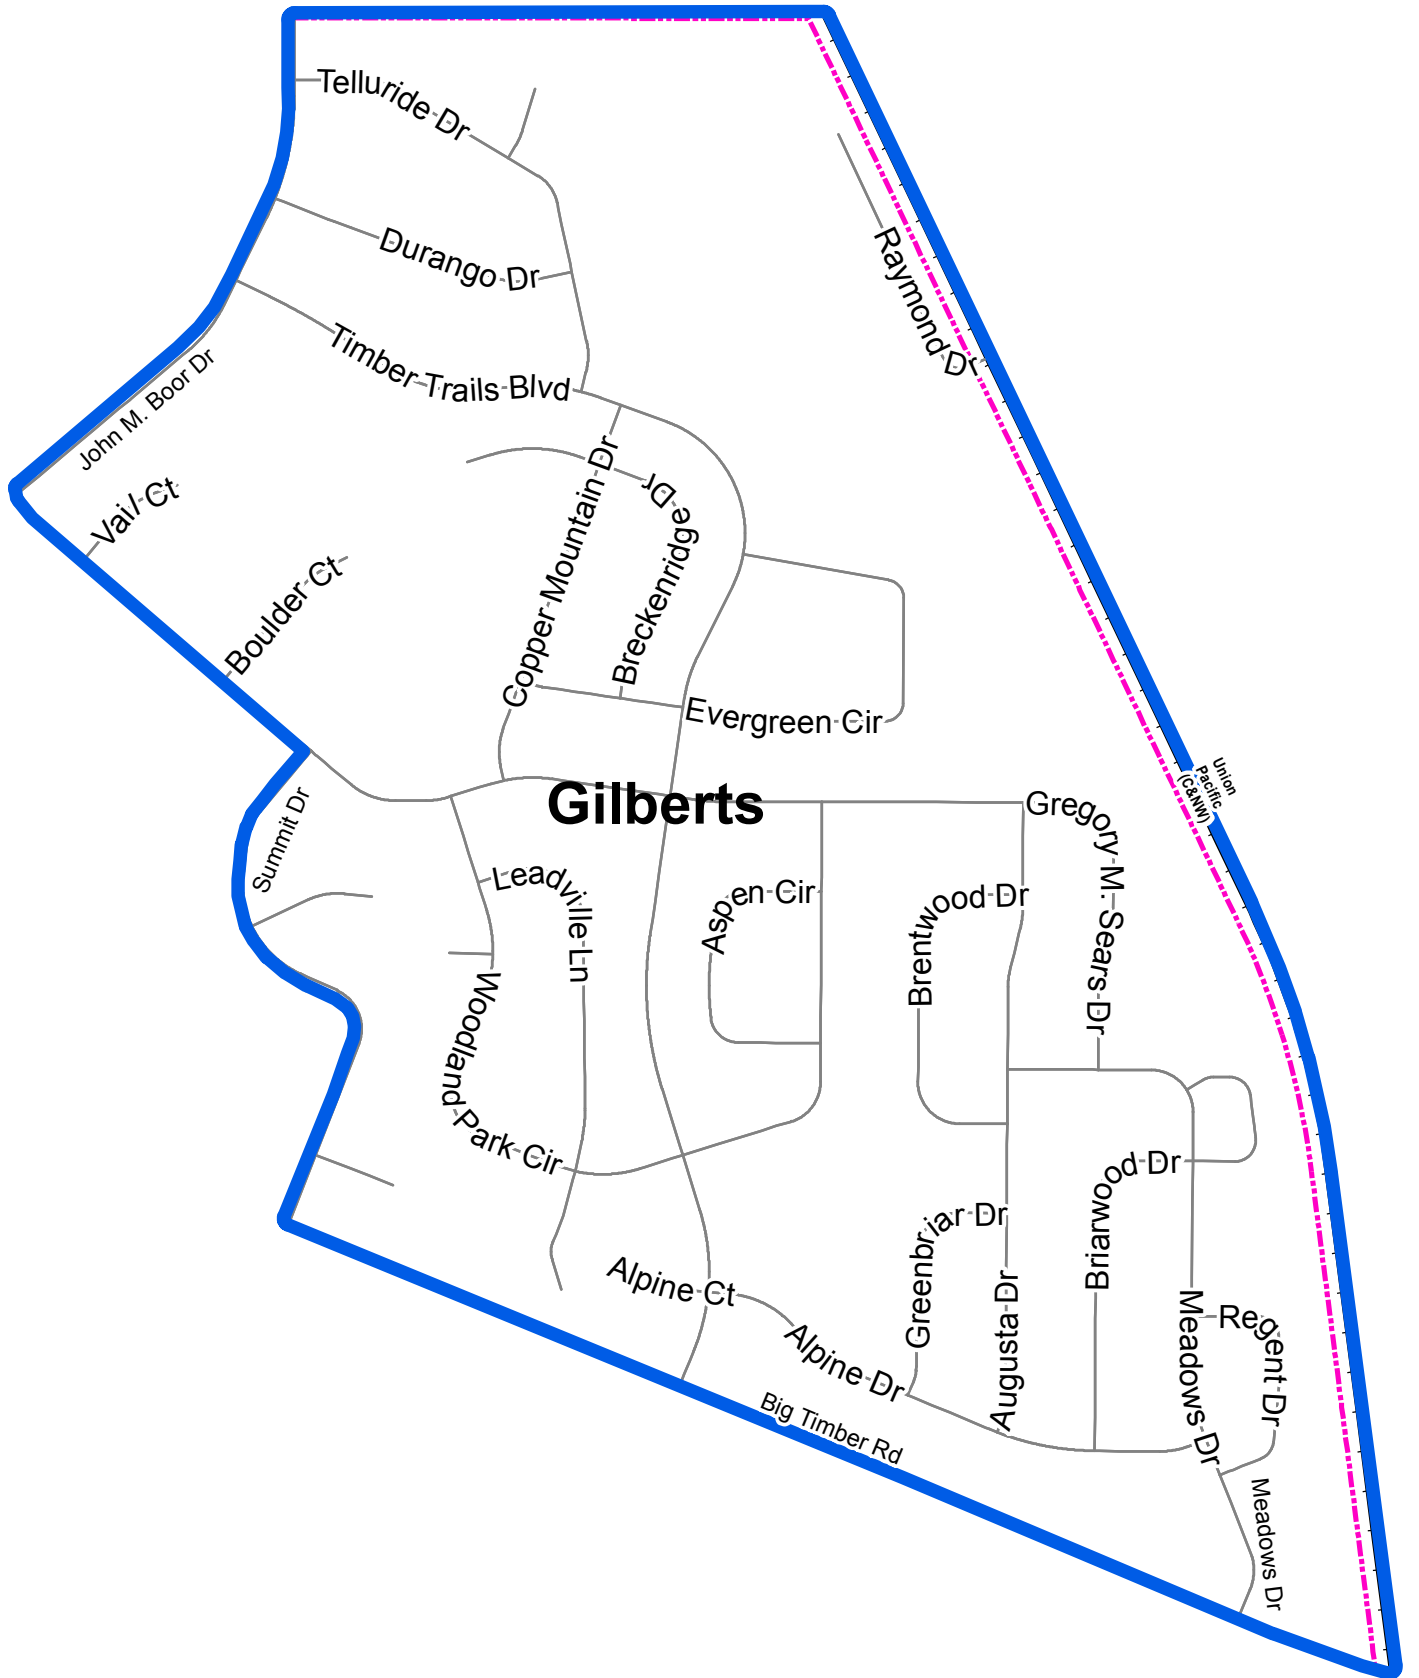 Telluride Dr
Raymond Dr
Durango Dr
Timber Trails Blvd
John M. Boor Dr
Vail Ct
Copper Mountain Dr
Breckenridge Dr
Boulder Ct
Evergreen Cir
Union
Pacific
(C&NW)
Gilberts
Summit Dr
Gregory M. Sears Dr
Leadville Ln
Aspen Cir
Brentwood Dr
Woodland Park Cir
Briarwood Dr
Greenbriar Dr
Alpine Ct
Augusta Dr
Meadows Dr
Regent Dr
Alpine Dr
Big Timber Rd
Meadows Dr